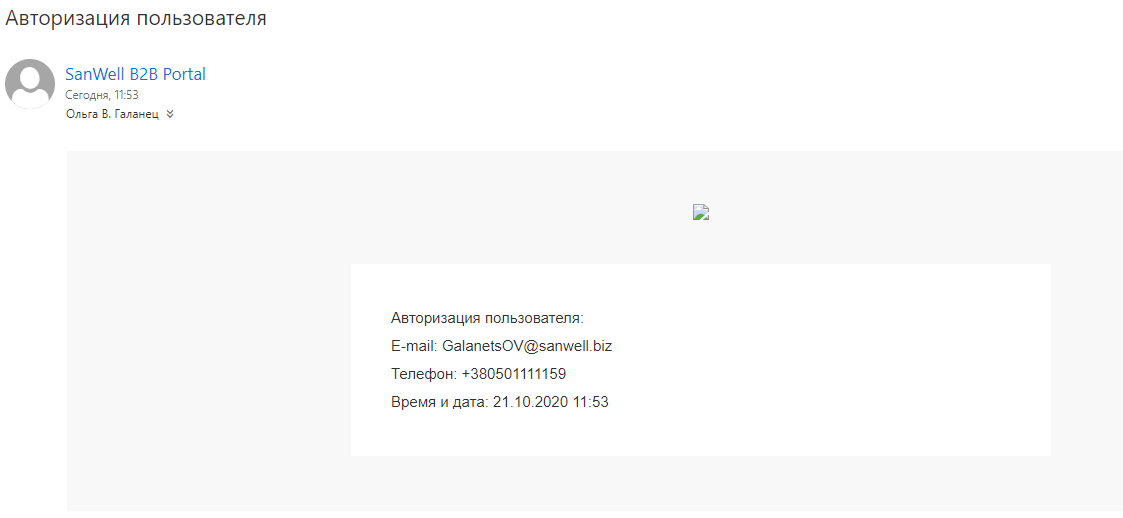 Авторизация пользователя
SanWell B2B Portal
Сегодня, 11:53
Ольга В. Галанец
Авторизация пользователя:
E-mail: GalanetsOV@sanwell.biz
Телефон: +380501111159
Время и дата: 21.10.2020 11:53